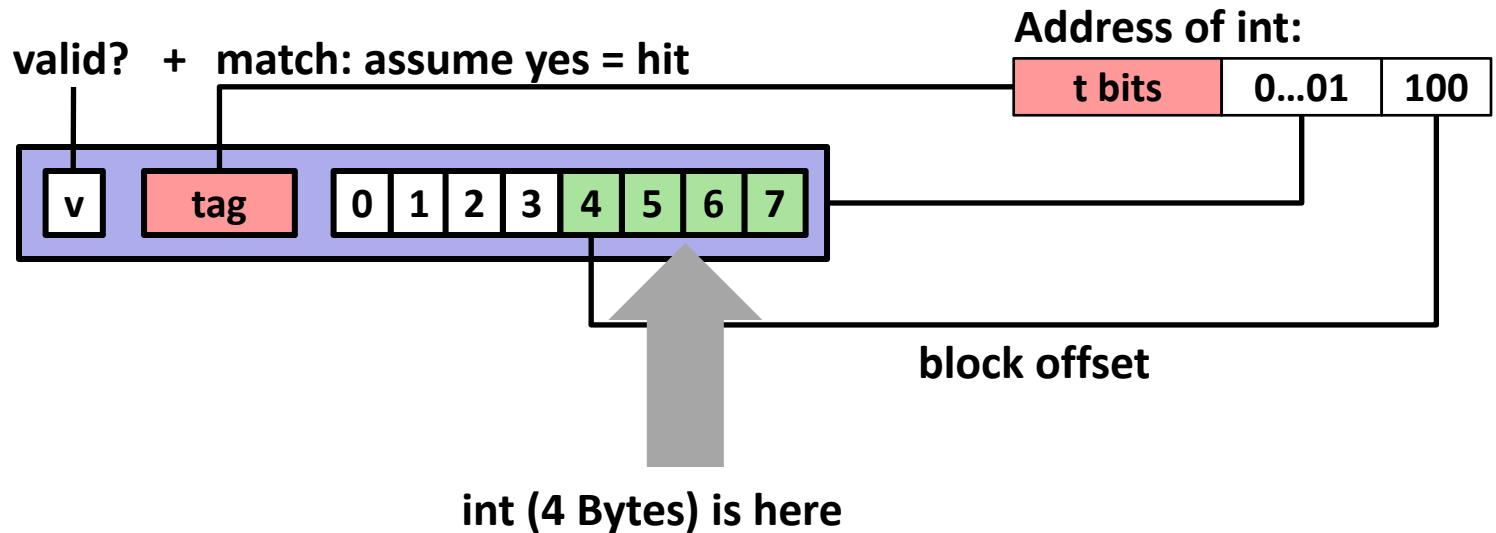 Address of int:
valid? + match: assume yes = hit
t bits 0...01 100
v tag 0 1 2 3 4 5 6 7
block offset
int (4 Bytes) is here